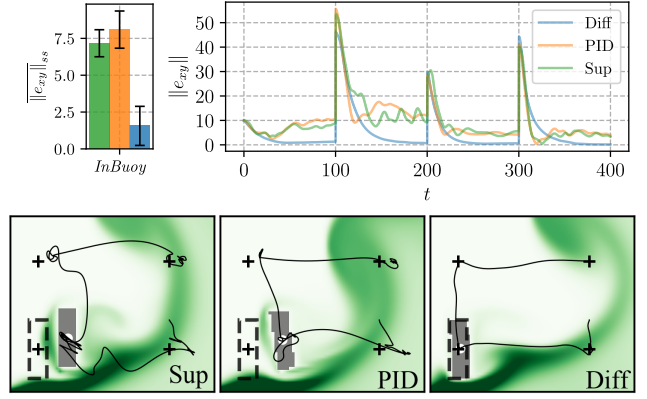 ‖e_xy‖_ss
7.5
5.0
2.5
0.0
InBuoy
‖e_xy‖
50
40
30
20
10
0
Diff
PID
Sup
0 100 200 300 400
t
Sup PID Diff